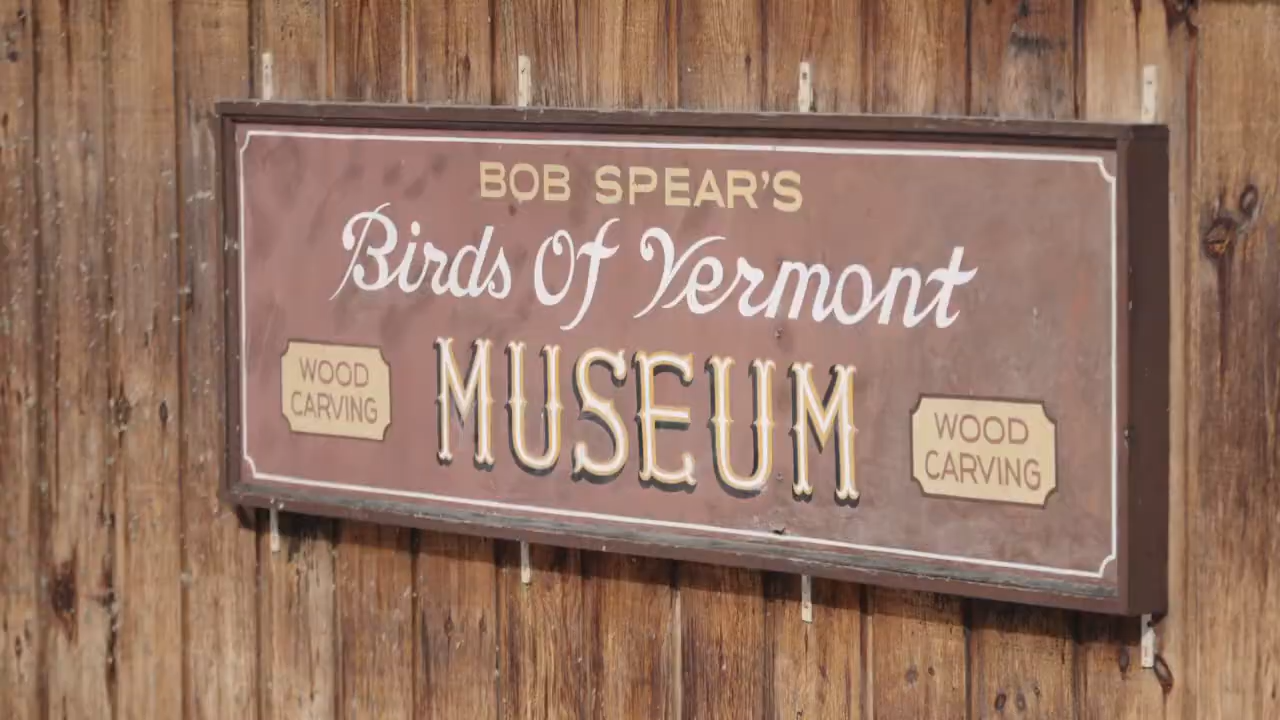 BOB SPEAR'S
Birds Of Vermont
MUSEUM
WOOD
CARVING
WOOD
CARVING